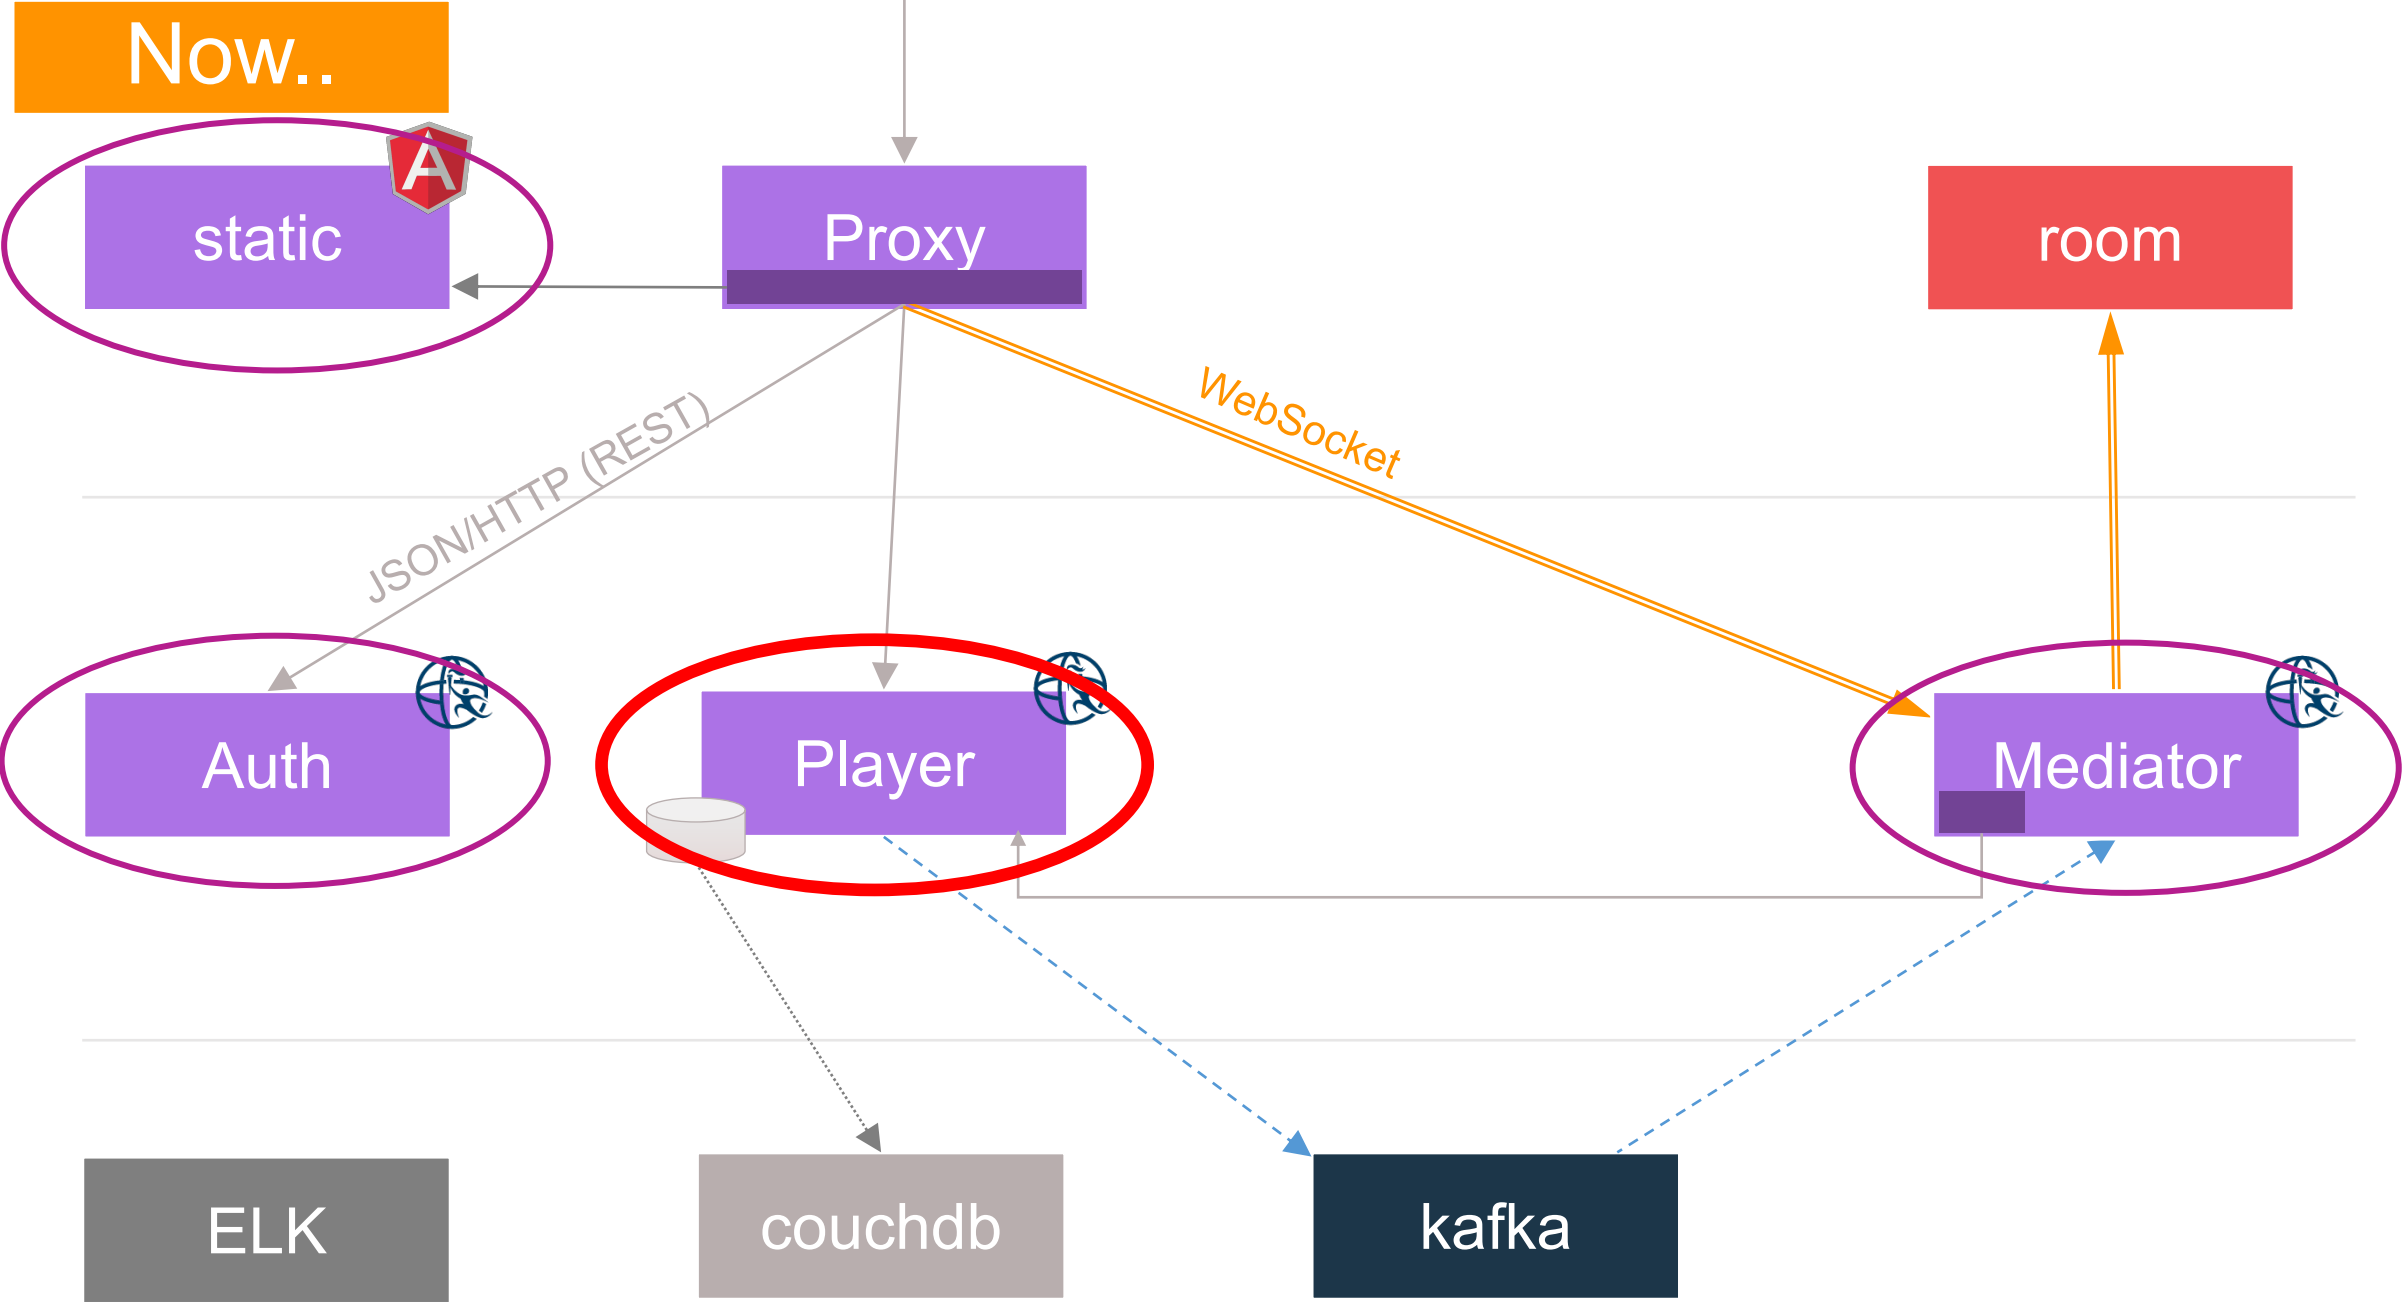 Now..
static
Proxy
room
WebSocket
JSON/HTTP (REST)
Auth
Player
Mediator
ELK
couchdb
kafka